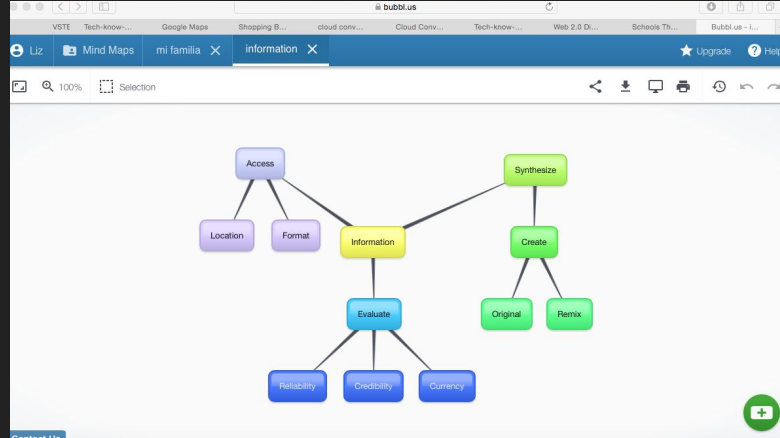 bubbl.us
VSTE Tech-know-... Google Maps Shopping B... cloud conv... Cloud Conv... Tech-know-... Web 2.0 Di... Schools Th... Bubbl.us - i...
Liz Mind Maps mi familia information Upgrade ? Help
100% Selection
Access
Synthesize
Location
Format
Information
Create
Evaluate
Original
Remix
Reliability
Credibility
Currency
Contact Us